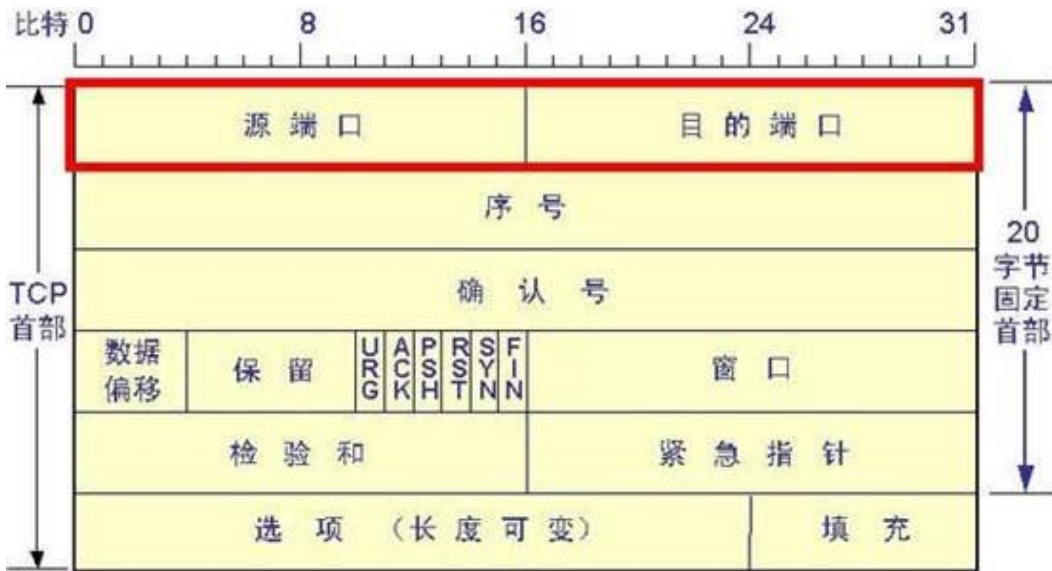 比特 0 8 16 24 31
源端口 目的端口
序号
确认号
TCP
首部
20
字节
固定
首部
数据
偏移
保留
URG
ACK
PSH
RST
SYN
FIN
窗口
检验和 紧急指针
选项（长度可变） 填充